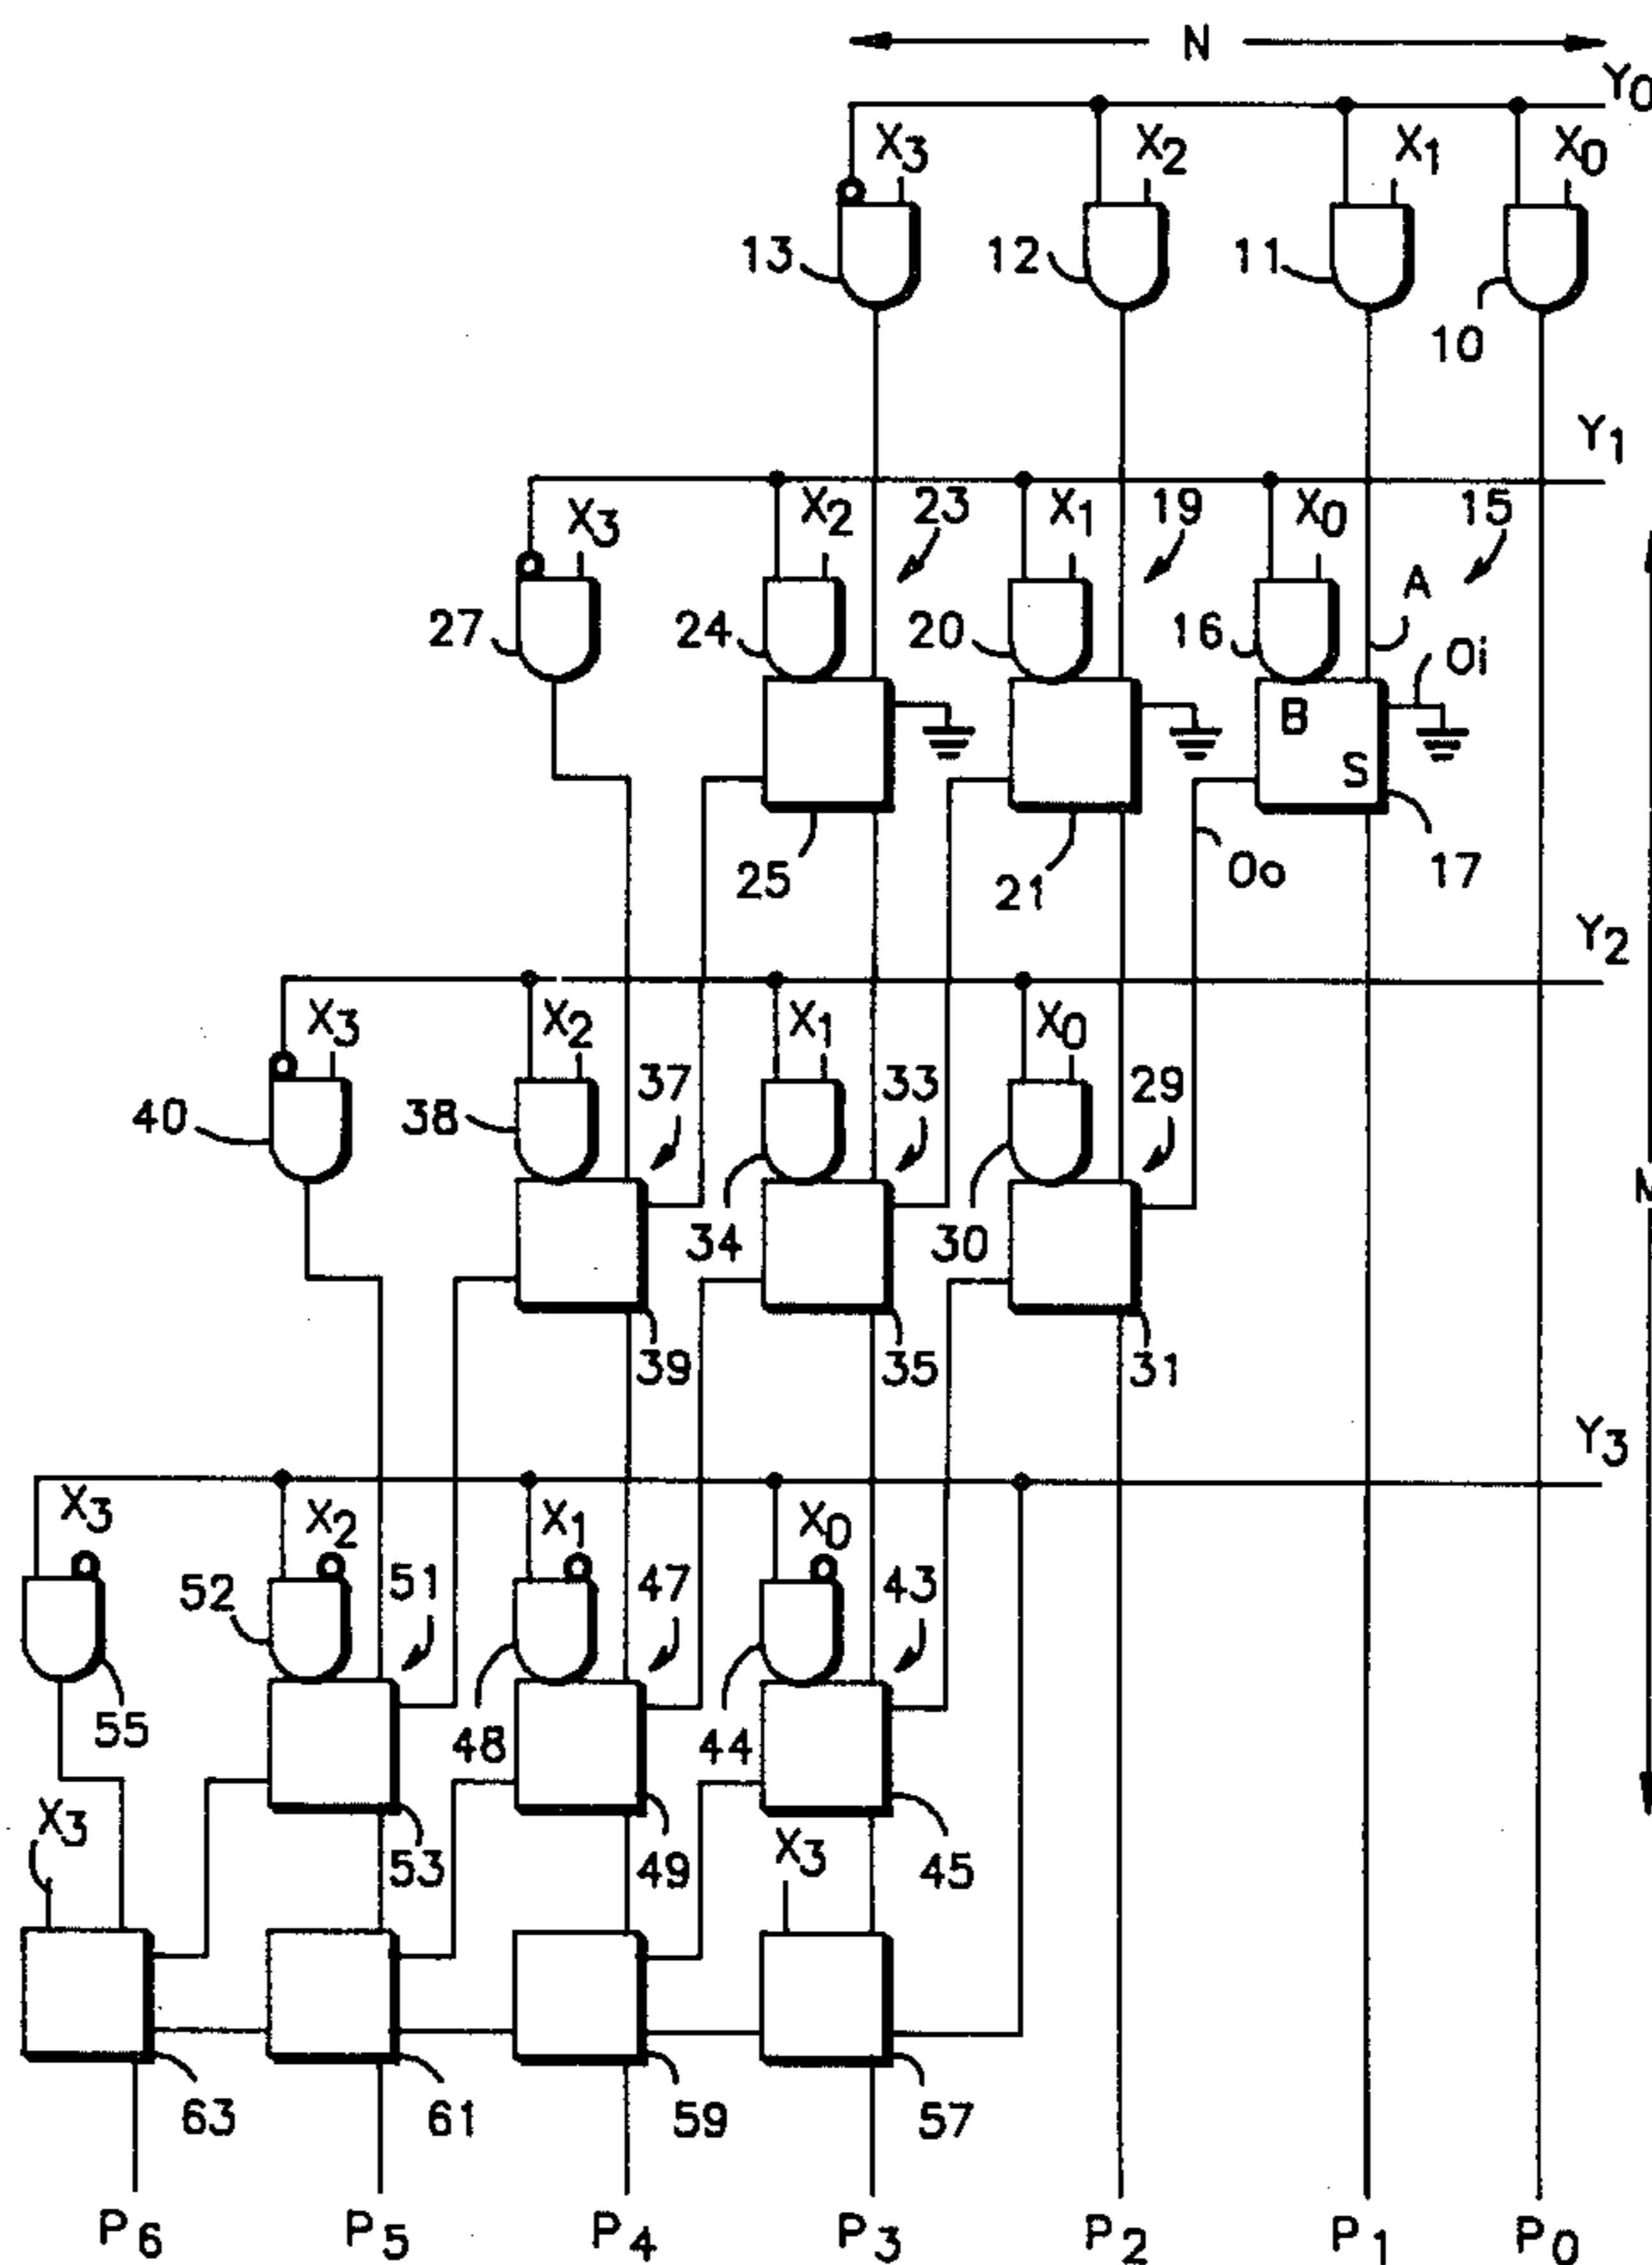 N
Y0
X3 X2 X1 X0
13 12 11 10
Y1
X3 X2 23 X1 19 X0 15
27 24 20 16 A Oi
B
S
25 21 Oo 17
Y2
X3 X2 X1 X0
40 38 37 33 29
34 30
39 35 31
Y3
X3 X2 X1 X0
52 51 47 43
55 48 44
X3 53 49 X3 45
63 61 59 57
P6 P5 P4 P3 P2 P1 P0